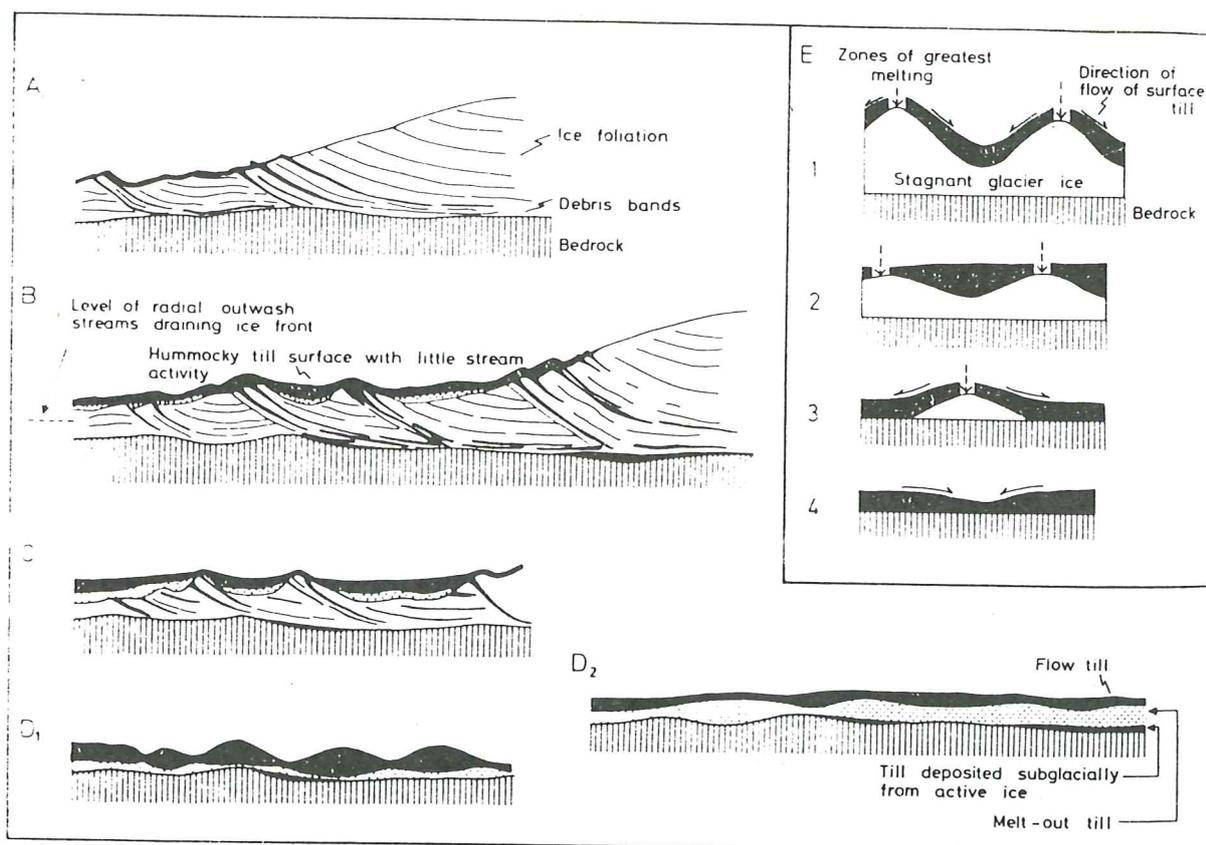 A
Ice foliation
Debris bands
Bedrock
B
Level of radial outwash
streams draining ice front
Hummocky till surface with little stream
activity
C
D₁
D₂
Flow till
Till deposited subglacially
from active ice
Melt-out till
E
Zones of greatest
melting
Direction of
flow of surface
till
1
Stagnant glacier ice
Bedrock
2
3
4